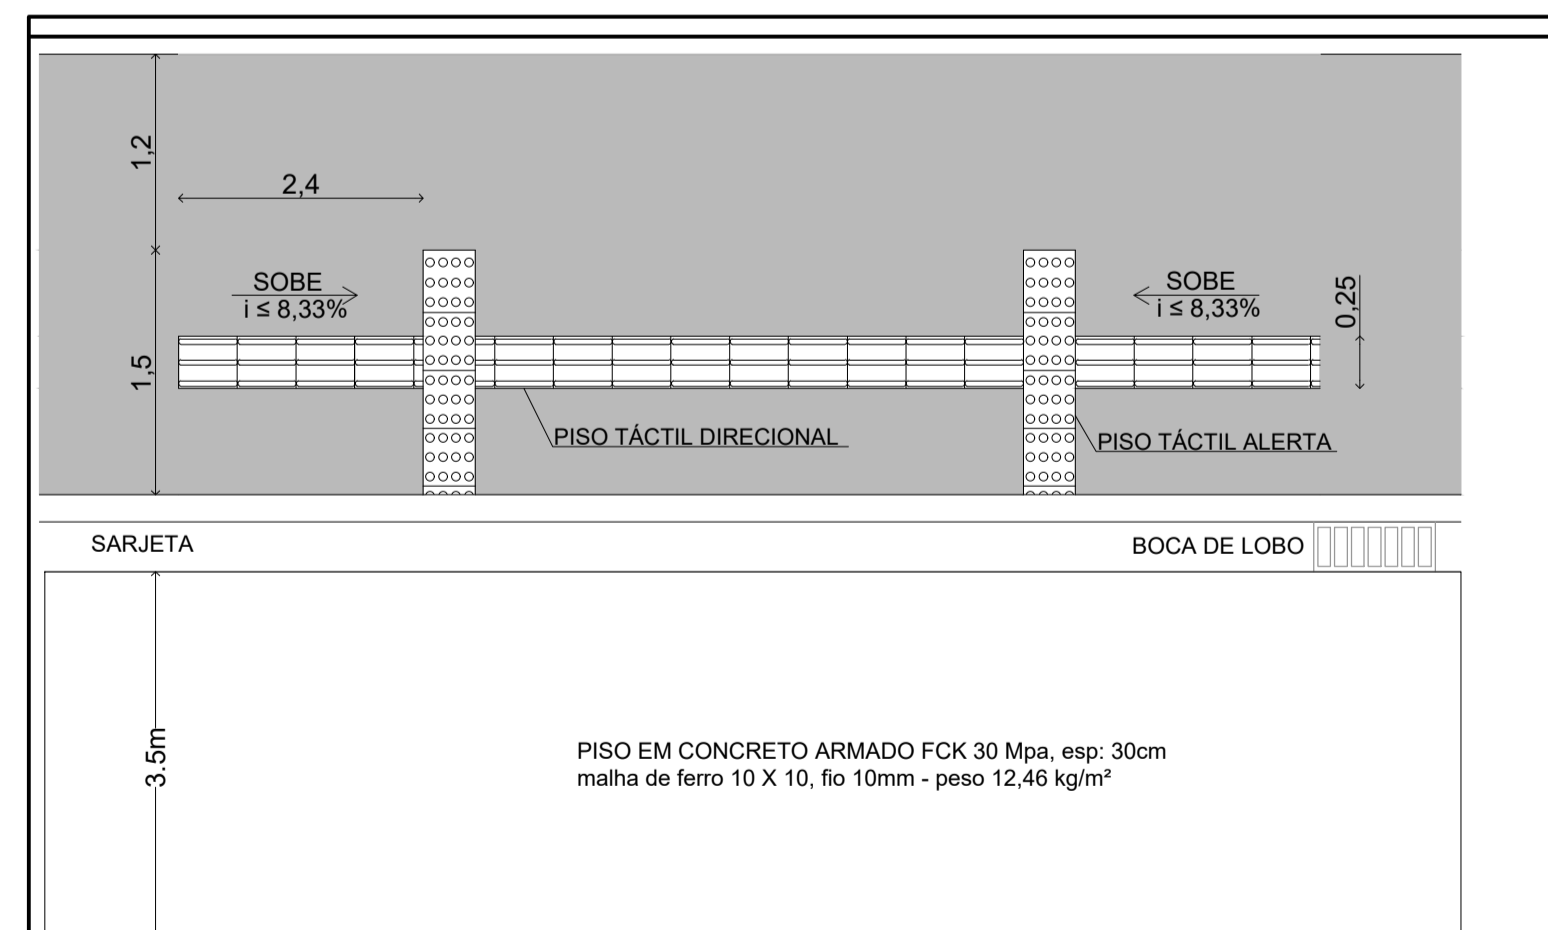 1,2
2,4
SOBE
i ≤ 8,33%
SOBE
i ≤ 8,33%
0,25
1,5
PISO TÁCTIL DIRECIONAL
PISO TÁCTIL ALERTA
SARJETA
BOCA DE LOBO
3.5m
PISO EM CONCRETO ARMADO FCK 30 Mpa, esp: 30cm
malha de ferro 10 X 10, fio 10mm - peso 12,46 kg/m²